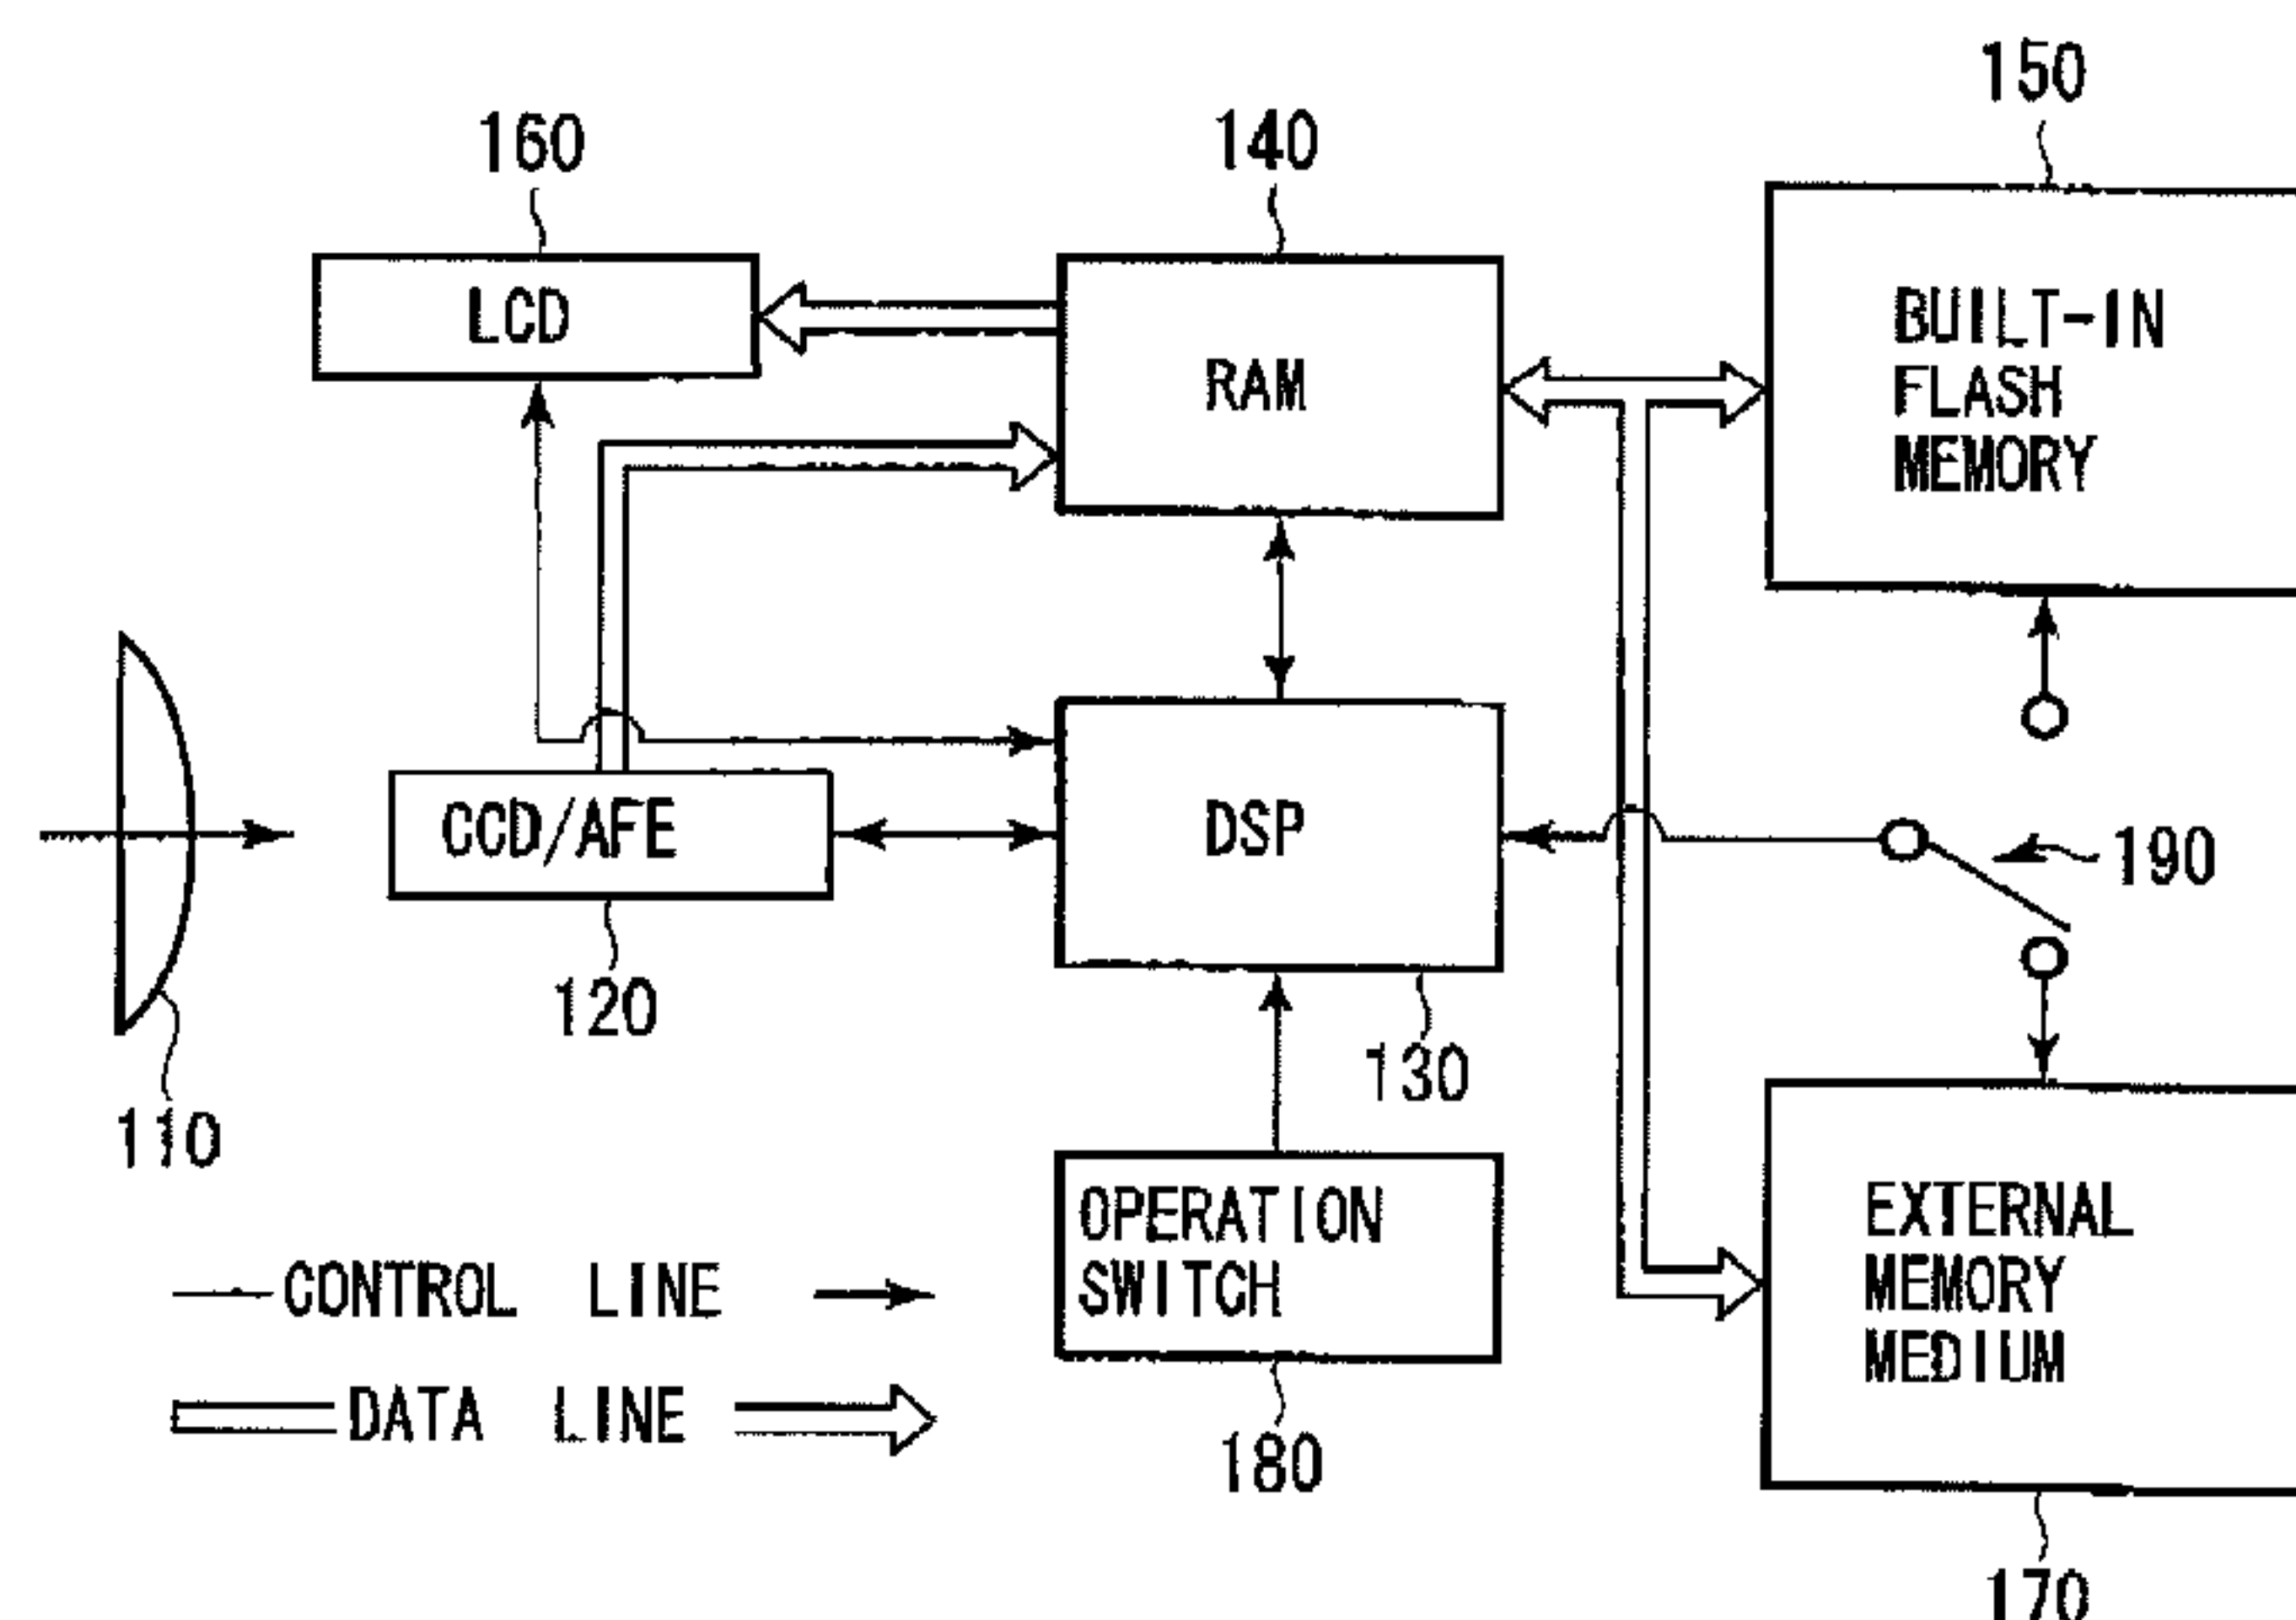 150
160
140
LCD
RAM
BUILT-IN
FLASH
MEMORY
CCD/AFE
DSP
190
120
130
110
OPERATION
SWITCH
EXTERNAL
MEMORY
MEDIUM
CONTROL LINE
DATA LINE
180
170